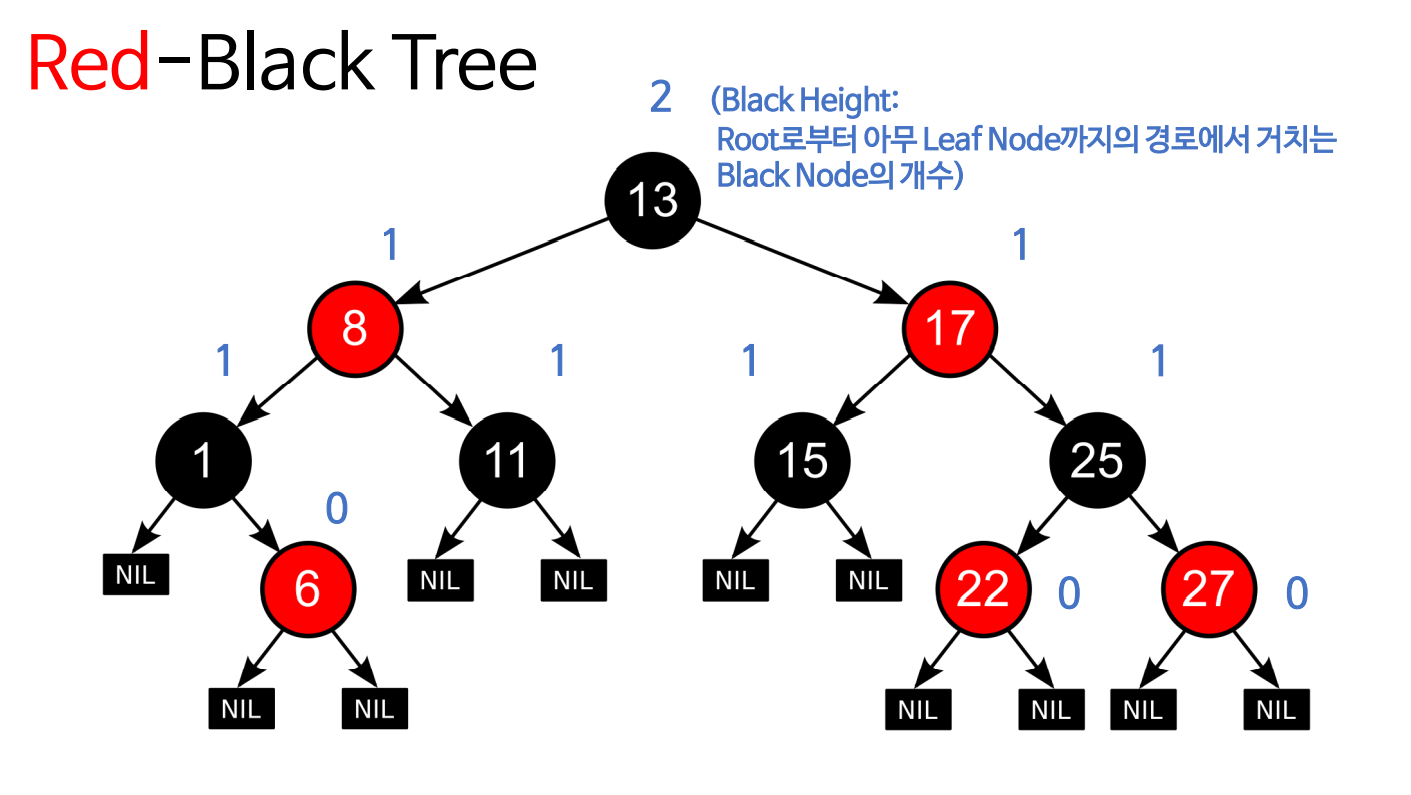 Red-Black Tree
2 (Black Height:
Root로부터 아무 Leaf Node까지의 경로에서 거치는
Black Node의 개수)
13
1 1
8 17
1 1 1 1
1 11 15 25
0
NIL 6 NIL NIL NIL NIL 22 0 27 0
NIL NIL NIL NIL NIL NIL